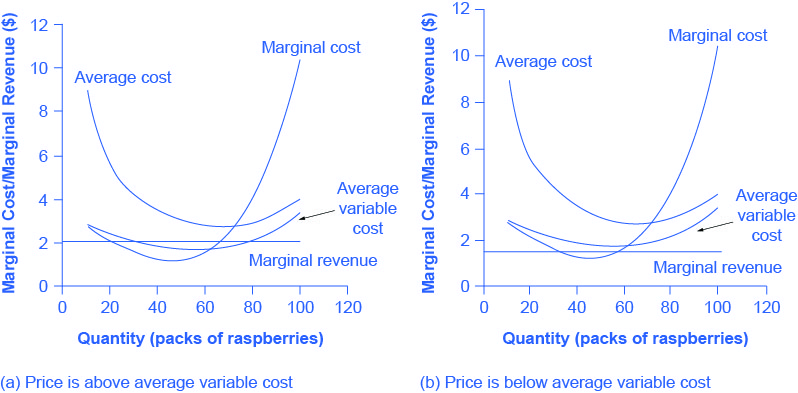 Marginal Cost/Marginal Revenue ($)
12
10
8
6
4
2
0
Average cost
Marginal cost
Average
variable
cost
Marginal revenue
0 20 40 60 80 100 120
Quantity (packs of raspberries)
(a) Price is above average variable cost
Marginal Cost/Marginal Revenue ($)
12
10
8
6
4
2
0
Average cost
Marginal cost
Average
variable
cost
Marginal revenue
0 20 40 60 80 100 120
Quantity (packs of raspberries)
(b) Price is below average variable cost